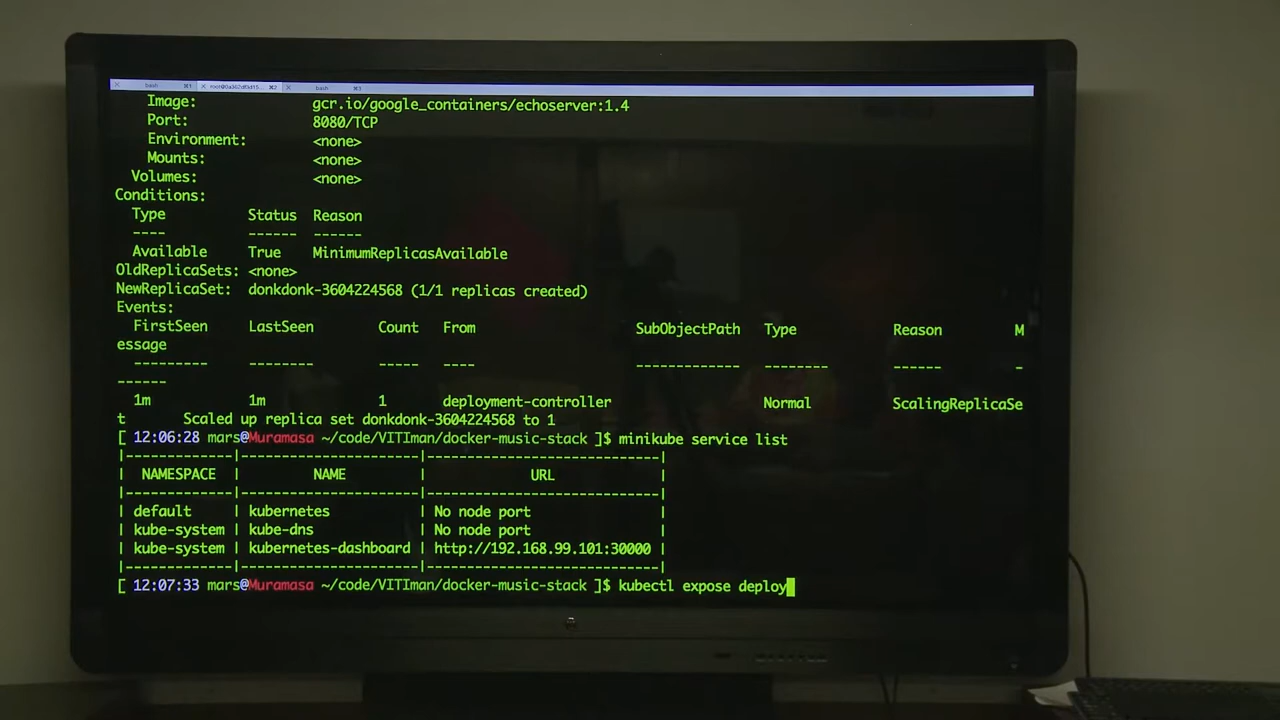 bash ⌘1 ⌘2 bash ⌘3
Image: gcr.io/google_containers/echoserver:1.4
Port: 8080/TCP
Environment: <none>
Mounts: <none>
Volumes: <none>
Conditions:
Type Status Reason
---- ------ ------
Available True MinimumReplicasAvailable
OldReplicaSets: <none>
NewReplicaSet: donkdonk-3604224568 (1/1 replicas created)
Events:
FirstSeen LastSeen Count From SubObjectPath Type Reason M
essage
--------- -------- ----- ---- ------------- -------- ------ -
------
1m 1m 1 deployment-controller Normal ScalingReplicaSe
t Scaled up replica set donkdonk-3604224568 to 1
[ 12:06:28 mars@Muramasa ~/code/VITIman/docker-music-stack ]$ minikube service list
|-------------|----------------------|-----------------------------|
| NAMESPACE | NAME | URL |
|-------------|----------------------|-----------------------------|
| default | kubernetes | No node port |
| kube-system | kube-dns | No node port |
| kube-system | kubernetes-dashboard | http://192.168.99.101:30000 |
|-------------|----------------------|-----------------------------|
[ 12:07:33 mars@Muramasa ~/code/VITIman/docker-music-stack ]$ kubectl expose deploy